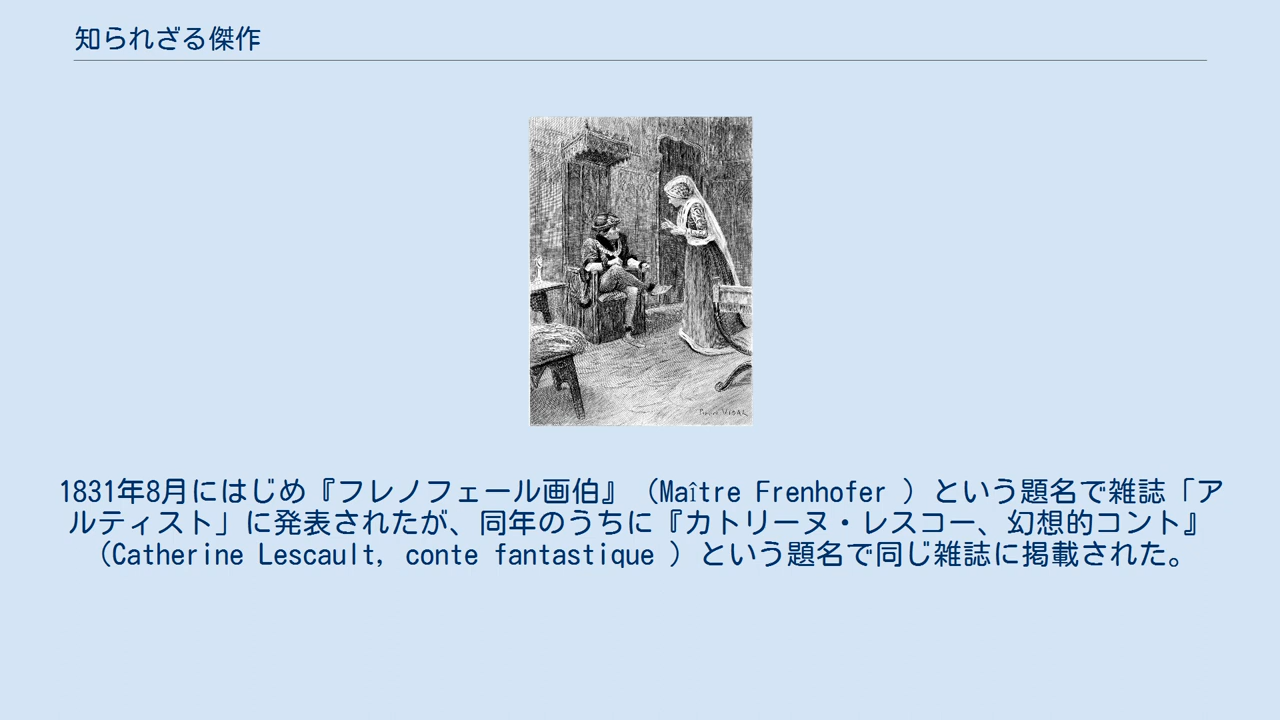 知られざる傑作
1831年8月にはじめ『フレノフェール画伯』（Maître Frenhofer ）という題名で雑誌「ア
ルティスト」に発表されたが、同年のうちに『カトリーヌ・レスコー、幻想的コント』
（Catherine Lescault, conte fantastique ）という題名で同じ雑誌に掲載された。
VIDAL